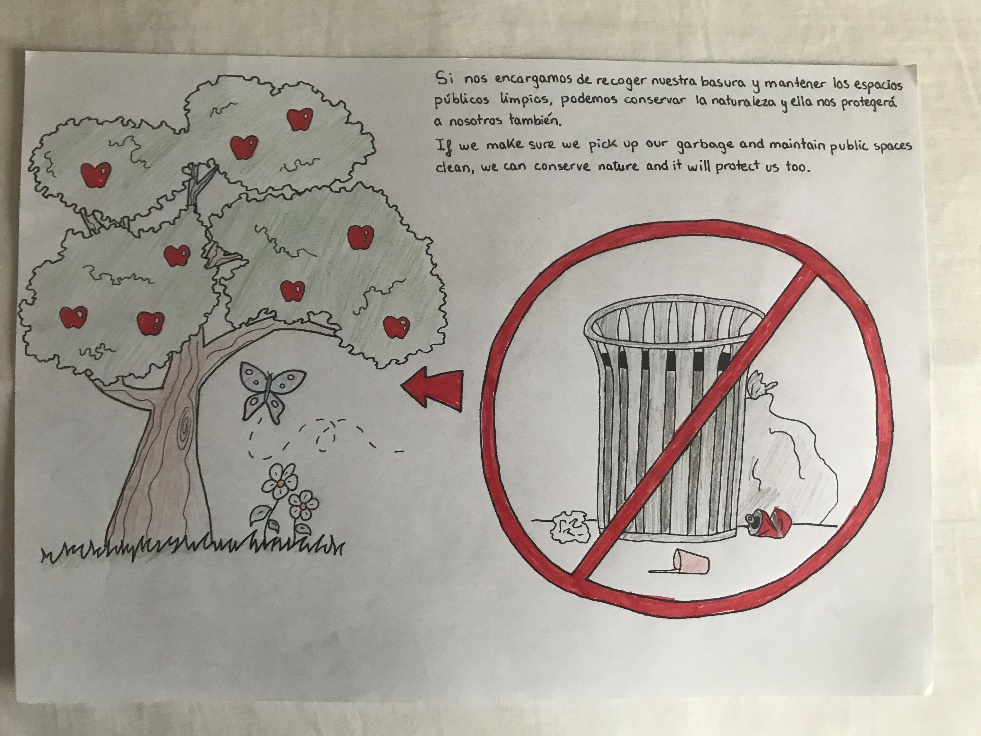 Si nos encargamos de recoger nuestra basura y mantener los espacios
públicos limpios, podemos conservar la naturaleza y ella nos protegerá
a nosotros también.
If we make sure we pick up our garbage and maintain public spaces
clean, we can conserve nature and it will protect us too.